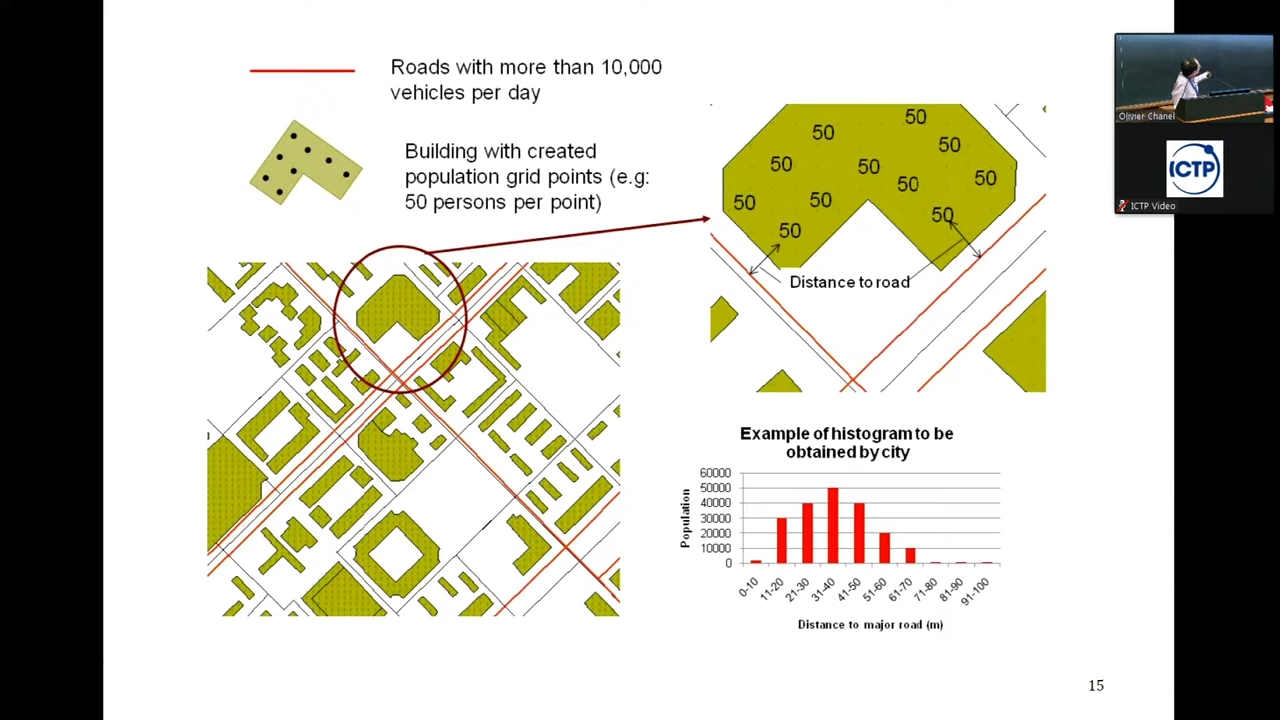 Roads with more than 10,000
vehicles per day
Building with created
population grid points (e.g:
50 persons per point)
50
50
50
50
50
50
50
50
50
50
50
Distance to road
Example of histogram to be
obtained by city
Population
60000
50000
40000
30000
20000
10000
0
0-10
11-20
21-30
31-40
41-50
51-60
61-70
71-80
81-90
91-100
Distance to major road (m)
15
Olivier Chanel
ICTP
ICTP Video